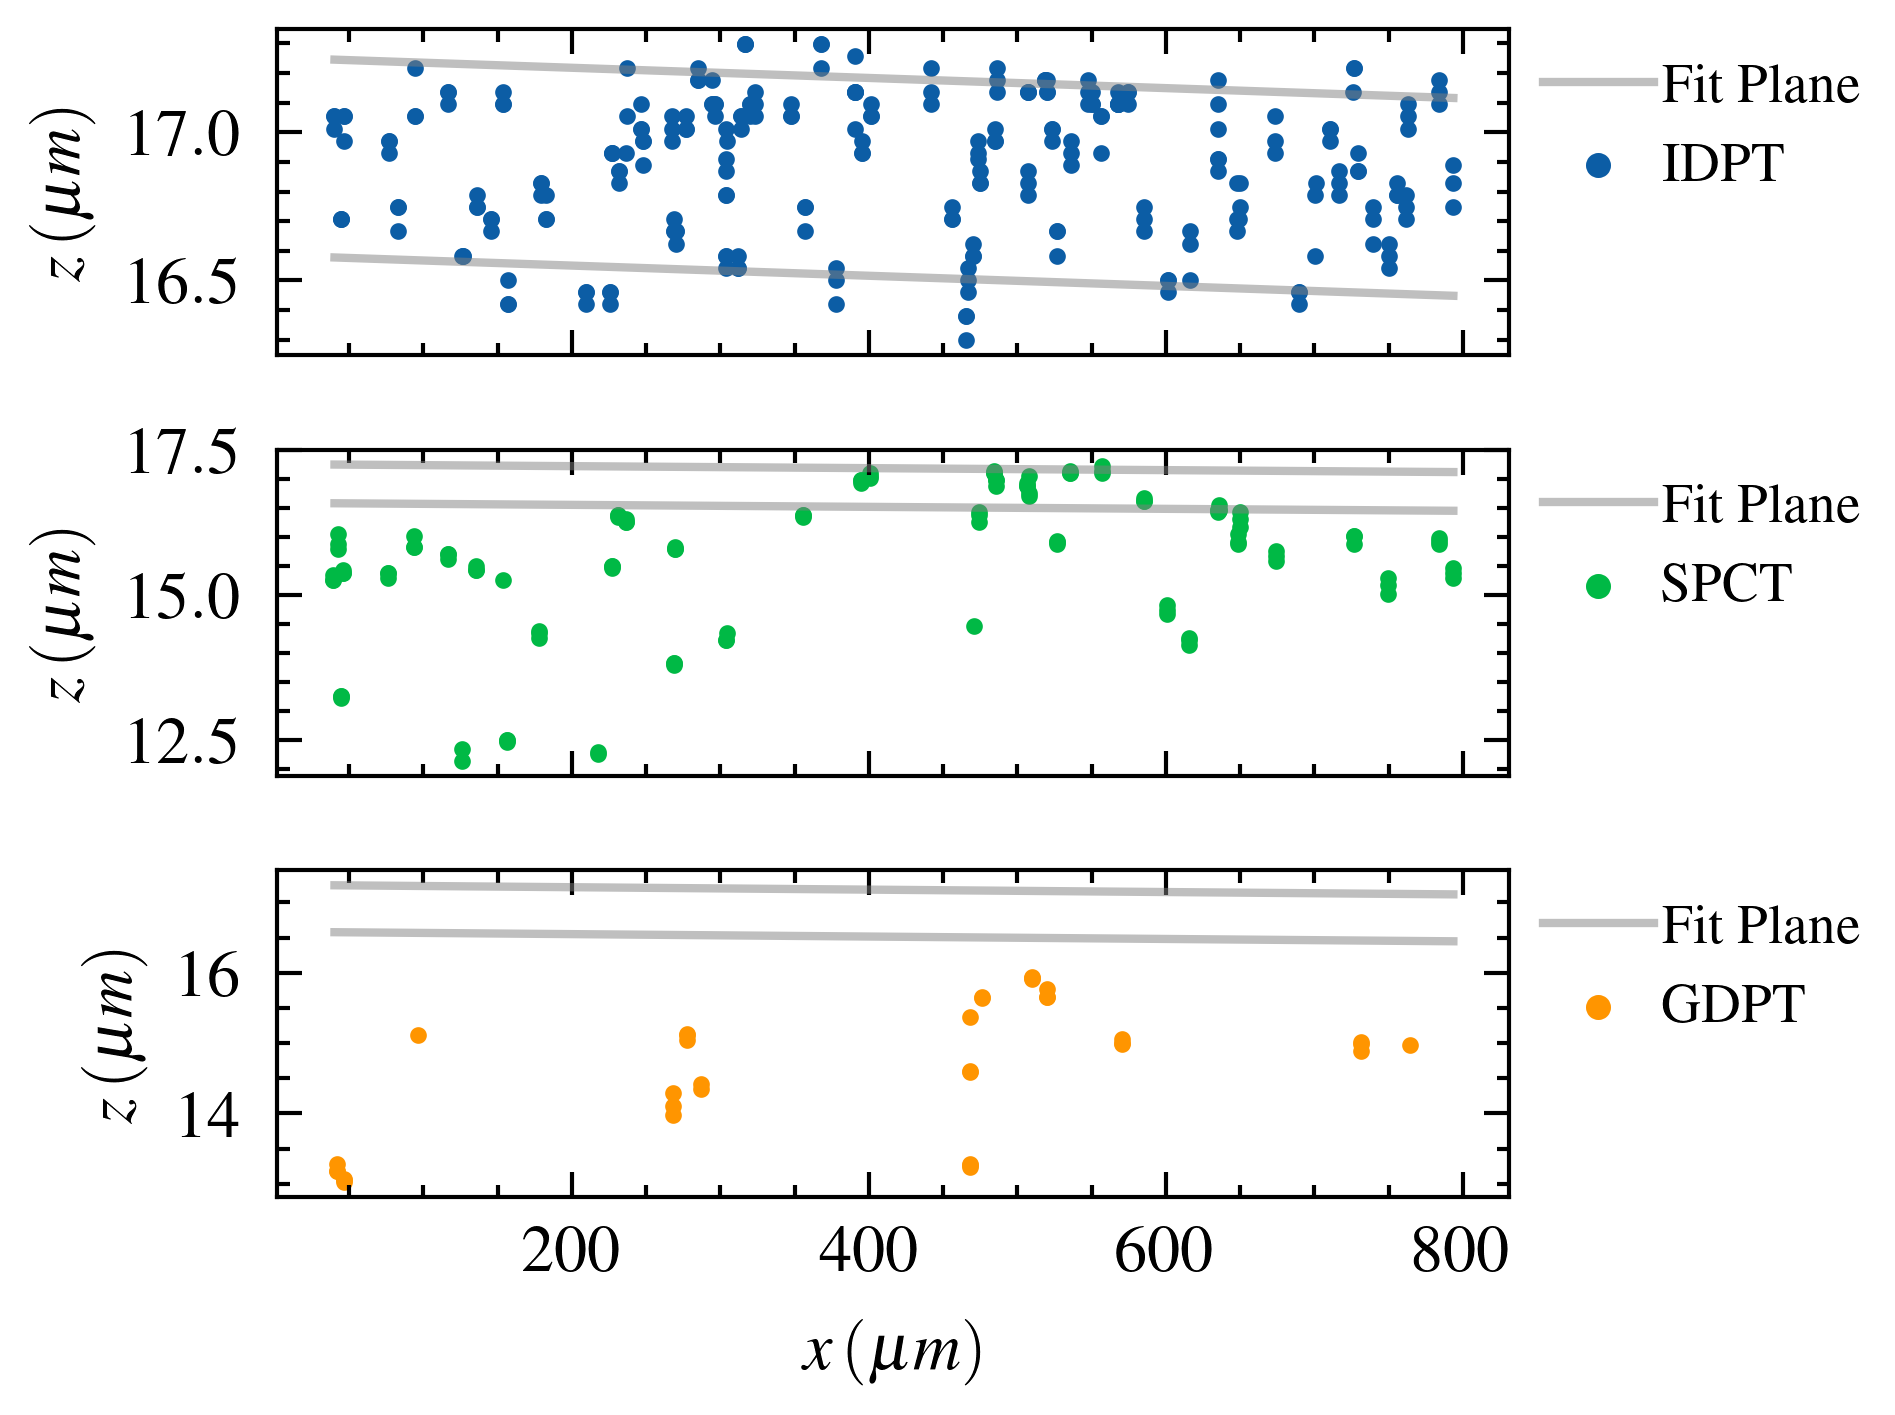 z (μm)
17.0
16.5
Fit Plane
IDPT
z (μm)
17.5
15.0
12.5
Fit Plane
SPCT
z (μm)
16
14
Fit Plane
GDPT
200 400 600 800
x (μm)